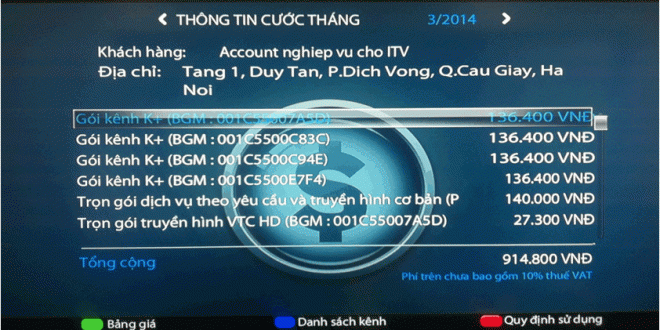 THÔNG TIN CƯỚC THÁNG 3/2014
Khách hàng: Account nghiep vu cho ITV
Địa chỉ: Tang 1, Duy Tan, P.Dich Vong, Q.Cau Giay, Ha
Noi
Gói kênh K+ (BGM : 001C55007A5D) 136.400 VNĐ
Gói kênh K+ (BGM : 001C5500C83C) 136.400 VNĐ
Gói kênh K+ (BGM : 001C5500C94E) 136.400 VNĐ
Gói kênh K+ (BGM : 001C5500E7F4) 136.400 VNĐ
Trọn gói dịch vụ theo yêu cầu và truyền hình cơ bản (P 140.000 VNĐ
Trọn gói truyền hình VTC HD (BGM : 001C55007A5D) 27.300 VNĐ
Tổng cộng 914.800 VNĐ
Phí trên chưa bao gồm 10% thuế VAT
Bảng giá Danh sách kênh Quy định sử dụng